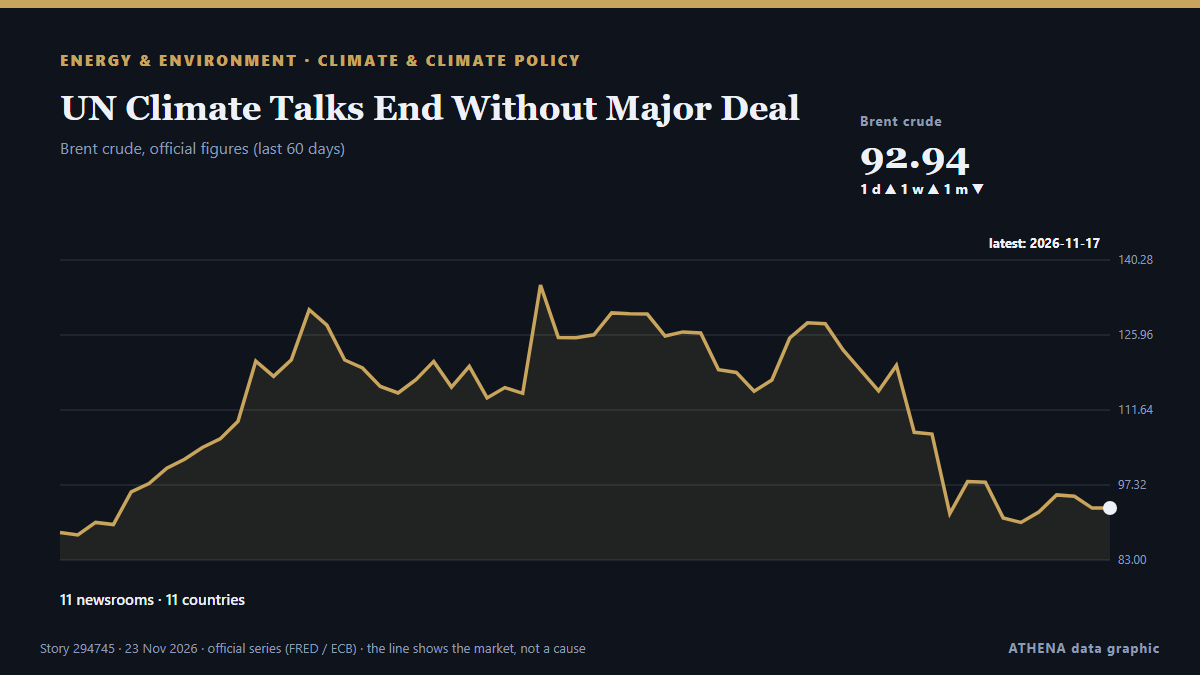 ENERGY & ENVIRONMENT · CLIMATE & CLIMATE POLICY
UN Climate Talks End Without Major Deal
Brent crude, official figures (last 60 days)
Brent crude
92.94
1 d ▲ 1 w ▲ 1 m ▼
latest: 2026-11-17
140.28
125.96
111.64
97.32
83.00
11 newsrooms · 11 countries
Story 294745 · 23 Nov 2026 · official series (FRED / ECB) · the line shows the market, not a cause
ATHENA data graphic